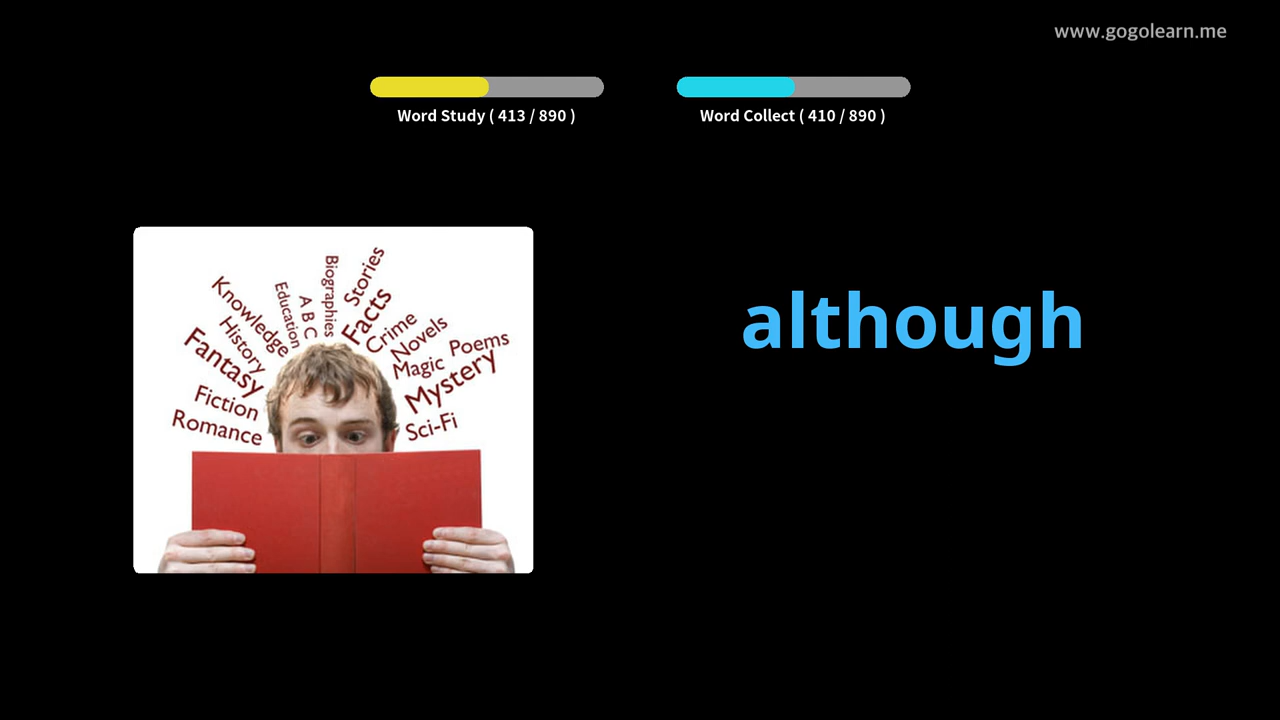 www.gogolearn.me
Word Study ( 413 / 890 )
Word Collect ( 410 / 890 )
Knowledge
History
Fantasy
Fiction
Romance
Education
A B C
Biographies
Stories
Facts
Crime
Novels
Magic
Poems
Mystery
Sci-Fi
although